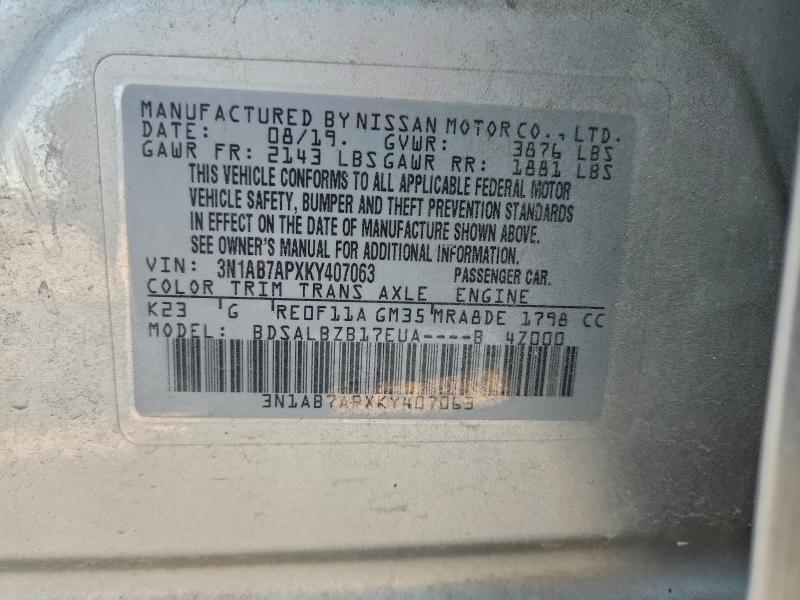 MANUFACTURED BY NISSAN MOTOR CO., LTD.
DATE: 08/19. GVWR: 3876 LBS
GAWR FR: 2143 LBS GAWR RR: 1881 LBS
THIS VEHICLE CONFORMS TO ALL APPLICABLE FEDERAL MOTOR
VEHICLE SAFETY, BUMPER AND THEFT PREVENTION STANDARDS
IN EFFECT ON THE DATE OF MANUFACTURE SHOWN ABOVE.
SEE OWNER'S MANUAL FOR ADDITIONAL INFORMATION.
VIN: 3N1AB7APXKY407063 PASSENGER CAR.
COLOR TRIM TRANS AXLE ENGINE
K23 G RE0F11A GM35 MRA8DE 1798 CC
MODEL: BDSALBZB17EUA----B 4Z000
3N1AB7APXKY407063